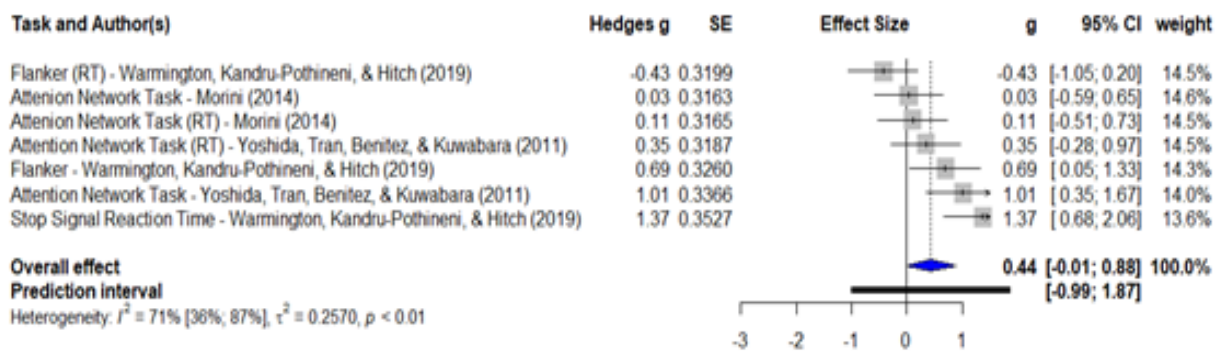 Task and Author(s) Hedges g SE Effect Size g 95% CI weight
Flanker (RT) - Warmington, Kandru-Pothineni, & Hitch (2019) -0.43 0.3199 -0.43 [-1.05; 0.20] 14.5%
Attenion Network Task - Morini (2014) 0.03 0.3163 0.03 [-0.59; 0.65] 14.6%
Attenion Network Task (RT) - Morini (2014) 0.11 0.3165 0.11 [-0.51; 0.73] 14.5%
Attention Network Task (RT) - Yoshida, Tran, Benitez, & Kuwabara (2011) 0.35 0.3187 0.35 [-0.28; 0.97] 14.5%
Flanker - Warmington, Kandru-Pothineni, & Hitch (2019) 0.69 0.3260 0.69 [0.05; 1.33] 14.3%
Attention Network Task - Yoshida, Tran, Benitez, & Kuwabara (2011) 1.01 0.3366 1.01 [0.35; 1.67] 14.0%
Stop Signal Reaction Time - Warmington, Kandru-Pothineni, & Hitch (2019) 1.37 0.3527 1.37 [0.68; 2.06] 13.6%
Overall effect 0.44 [-0.01; 0.88] 100.0%
Prediction interval [-0.99; 1.87]
Heterogeneity: I² = 71% [36%; 87%], τ² = 0.2570, p < 0.01
-3 -2 -1 0 1